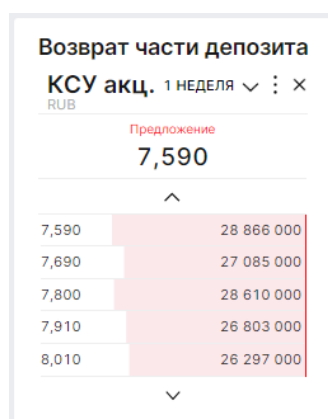 Возврат части депозита
КСУ акц. 1 НЕДЕЛЯ
RUB
Предложение
7,590
7,590 28 866 000
7,690 27 085 000
7,800 28 610 000
7,910 26 803 000
8,010 26 297 000